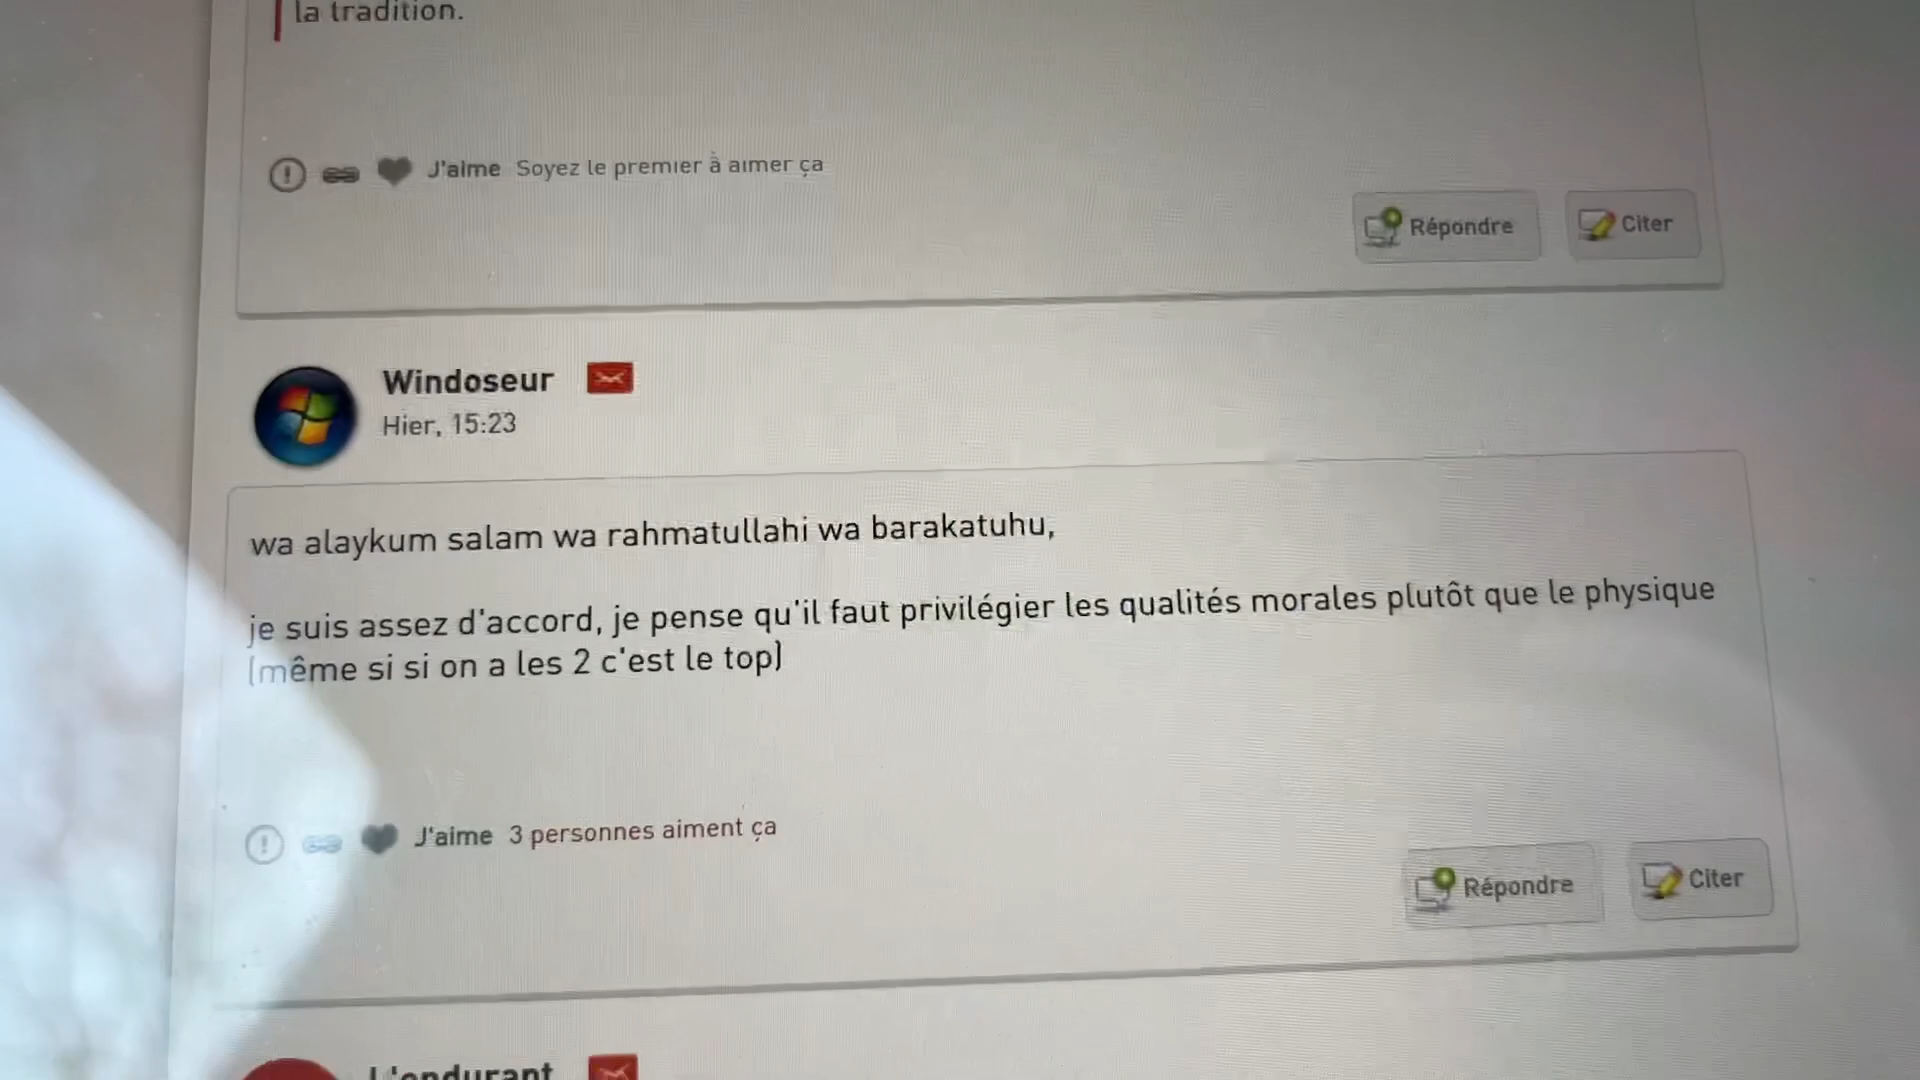 la tradition.
J'aime Soyez le premier à aimer ça
Répondre Citer
Windoseur
Hier, 15:23
wa alaykum salam wa rahmatullahi wa barakatuhu,
je suis assez d'accord, je pense qu'il faut privilégier les qualités morales plutôt que le physique
(même si si on a les 2 c'est le top)
J'aime 3 personnes aiment ça
Répondre Citer
L'endurant